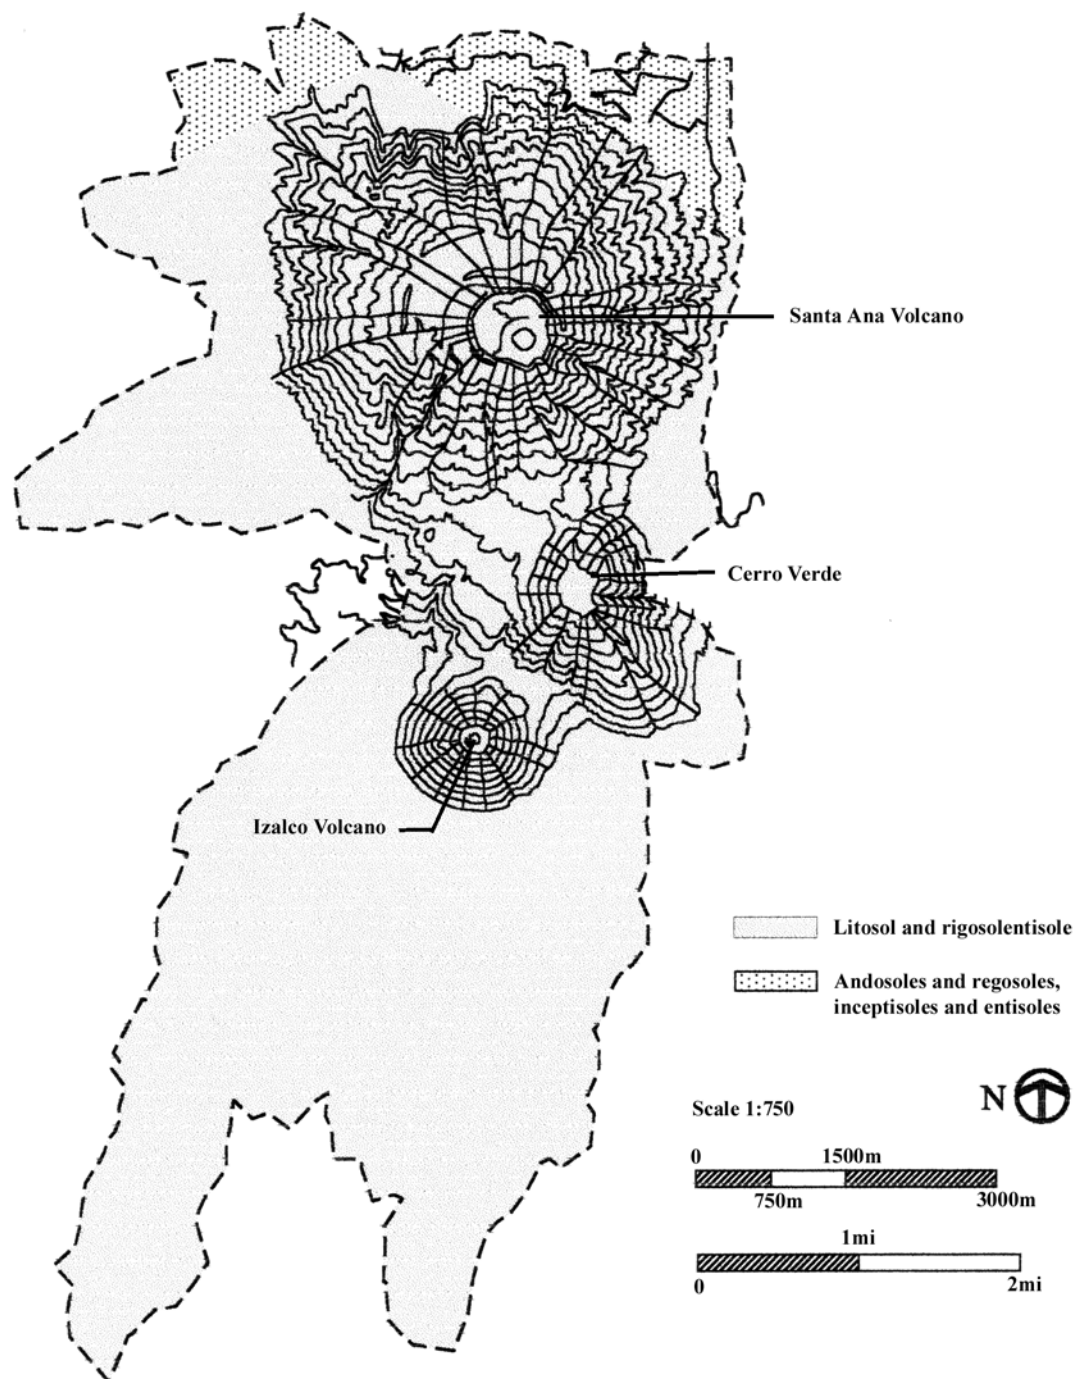 Santa Ana Volcano
Cerro Verde
Izalco Volcano
Litosol and rigosolentisole
Andosoles and regosoles,
inceptisoles and entisoles
N
Scale 1:750
0 1500m
750m 3000m
1mi
0 2mi